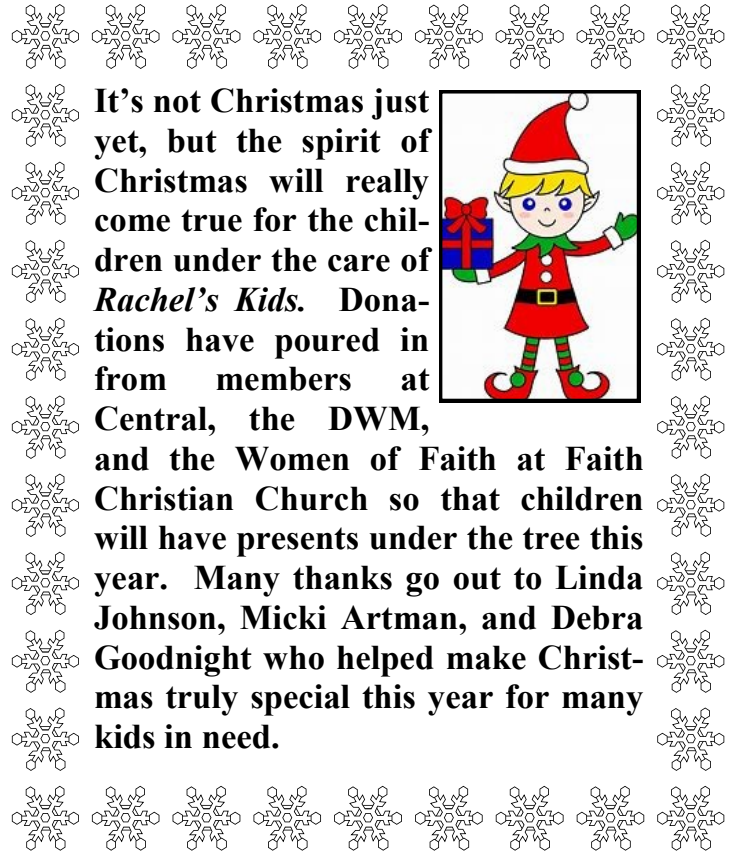 It’s not Christmas just
yet, but the spirit of
Christmas will really
come true for the chil-
dren under the care of
Rachel’s Kids. Dona-
tions have poured in
from members at
Central, the DWM,
and the Women of Faith at Faith
Christian Church so that children
will have presents under the tree this
year. Many thanks go out to Linda
Johnson, Micki Artman, and Debra
Goodnight who helped make Christ-
mas truly special this year for many
kids in need.